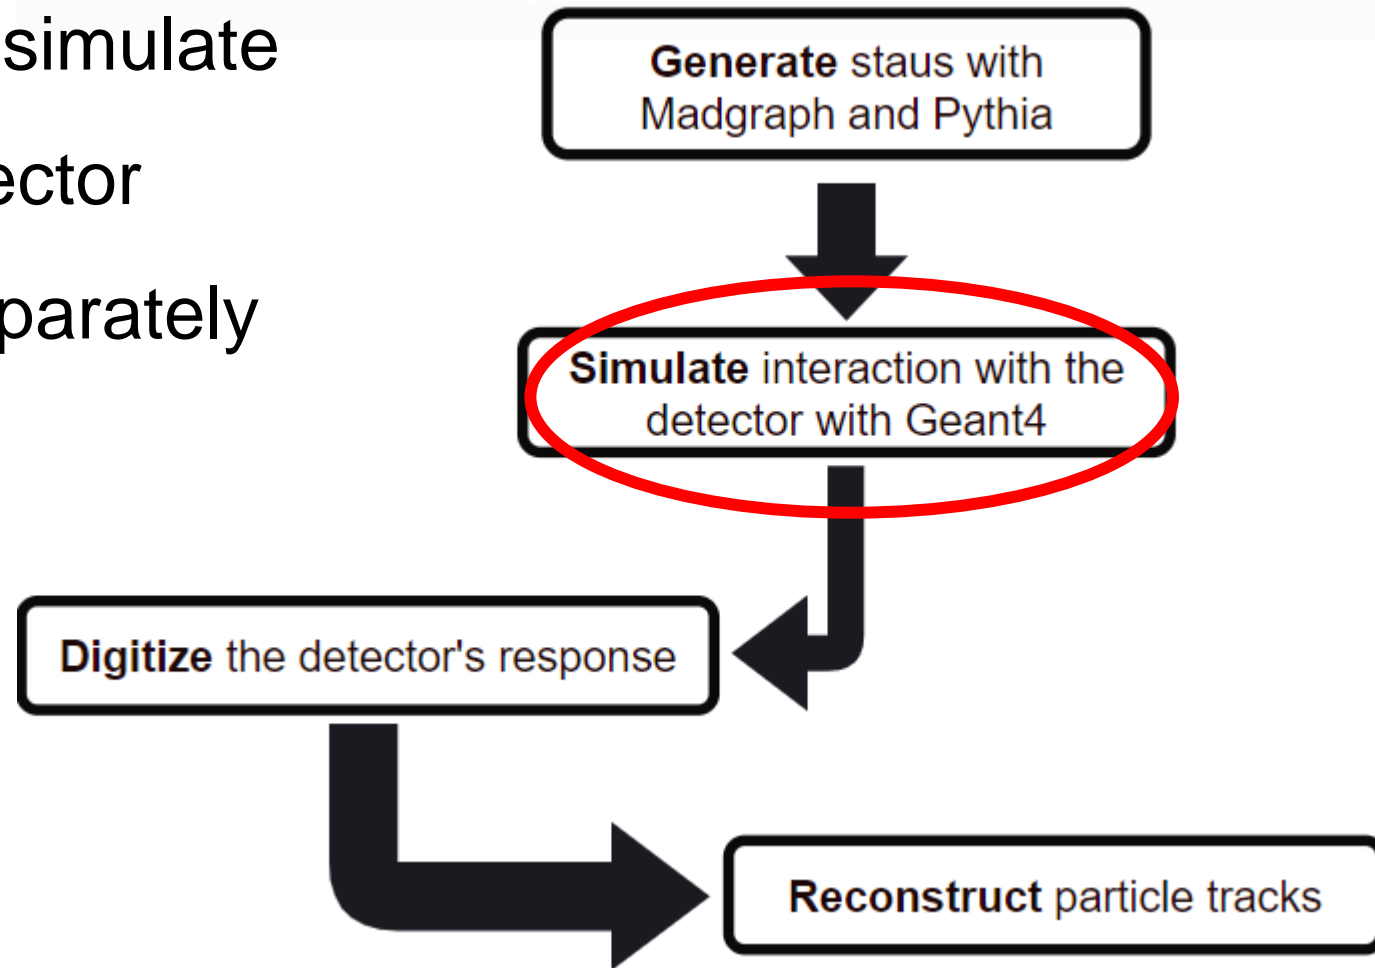 simulate
ector
parately
Generate staus with
Madgraph and Pythia
Simulate interaction with the
detector with Geant4
Digitize the detector's response
Reconstruct particle tracks